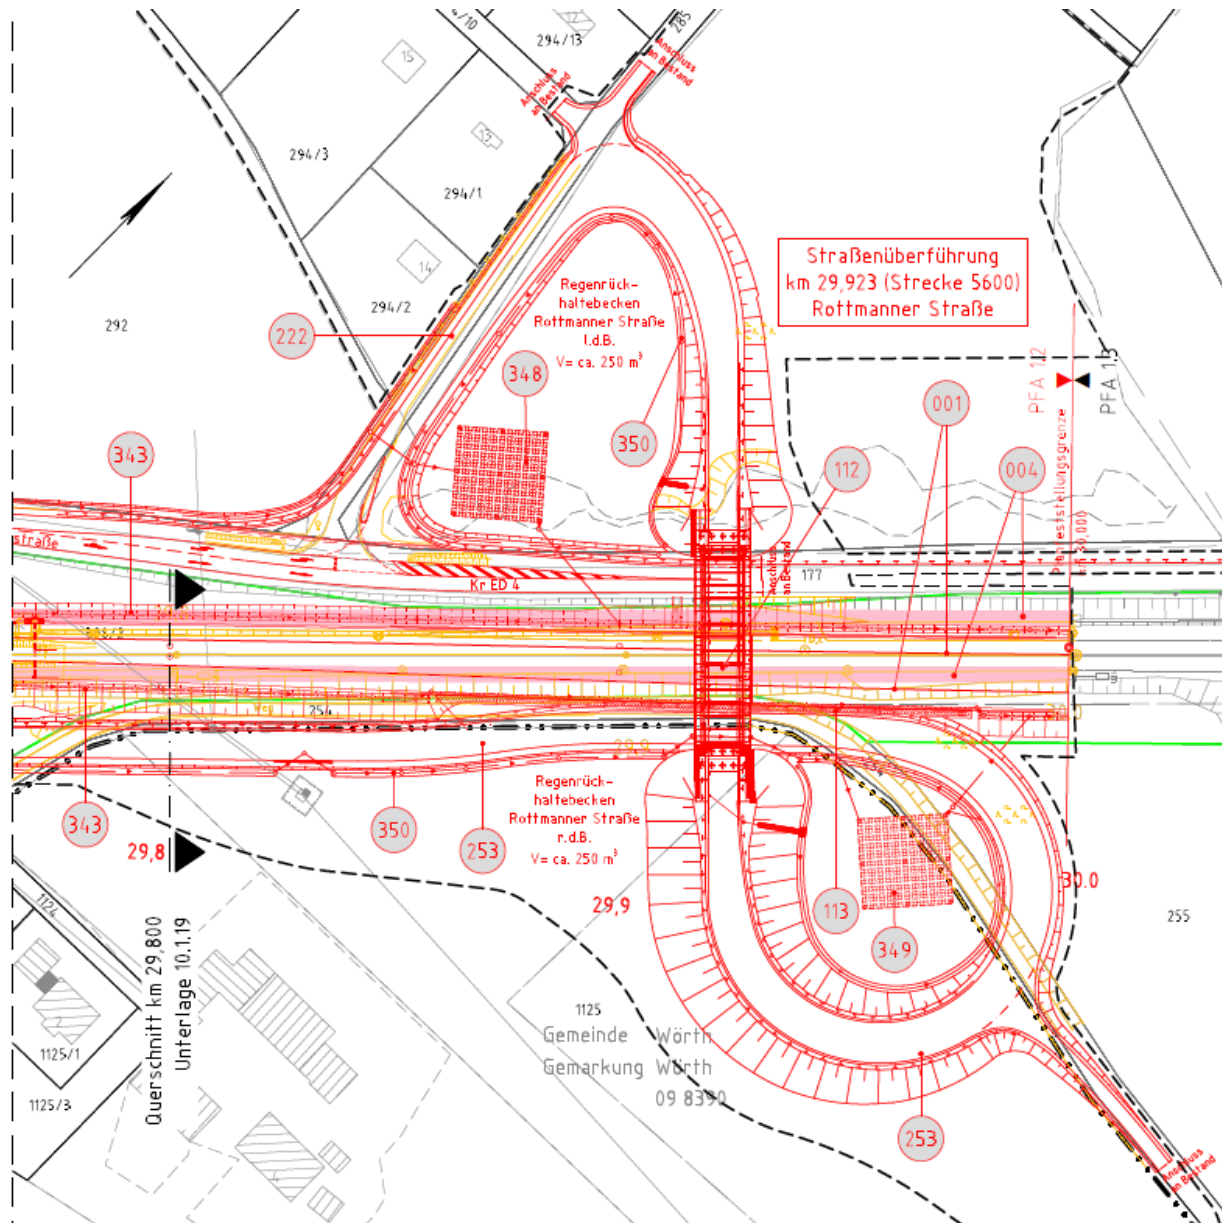 4/10
12
285
294/13
Anschluss
an Bestand
Anschluss
an Bestand
15
13
294/3
294/1
14
294/2
292
222
Regenrück-
haltebecken
Rottmanner Straße
l.d.B.
V= ca. 250 m³
Straßenüberführung
km 29,923 (Strecke 5600)
Rottmanner Straße
348
350
001
PFA 1.2
PFA 1.3
343
112
004
Planfeststellungsgrenze
km 30,000
straße
Kr ED 4
Anschluss
an Bestand
177
Weg
254
343
350
253
Regenrück-
haltebecken
Rottmanner Straße
r.d.B.
V= ca. 250 m³
29,8
29,9
30.0
113
349
255
1124
Querschnitt km 29,800
Unterlage 10.1.19
1125
Gemeinde Wörth
Gemarkung Wörth
09 8390
2
1125/1
1125/3
253
Anschluss
an Bestand